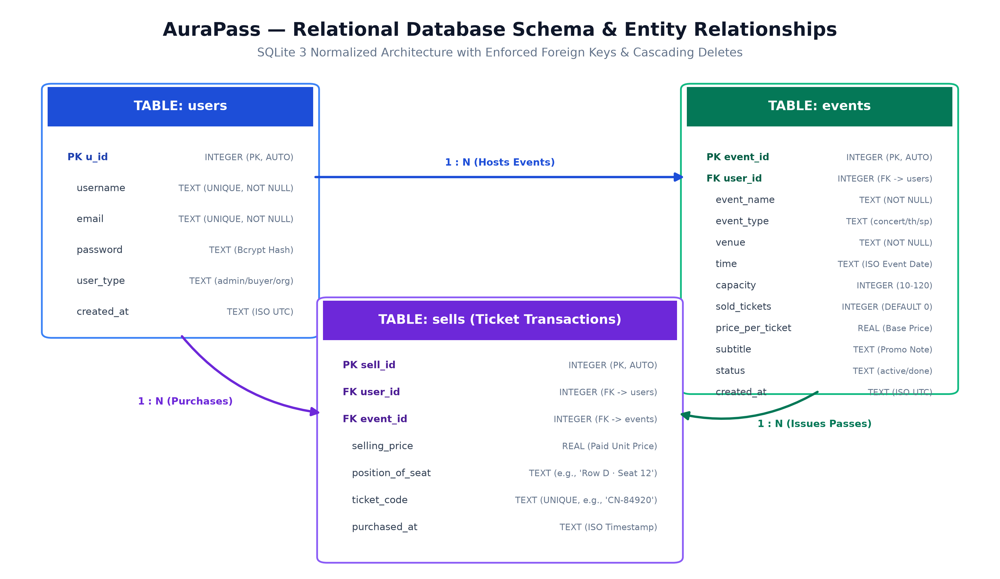 AuraPass — Relational Database Schema & Entity Relationships
SQLite 3 Normalized Architecture with Enforced Foreign Keys & Cascading Deletes
TABLE: users
PK u_id INTEGER (PK, AUTO)
username TEXT (UNIQUE, NOT NULL)
email TEXT (UNIQUE, NOT NULL)
password TEXT (Bcrypt Hash)
user_type TEXT (admin/buyer/org)
created_at TEXT (ISO UTC)
1 : N (Hosts Events)
TABLE: events
PK event_id INTEGER (PK, AUTO)
FK user_id INTEGER (FK -> users)
event_name TEXT (NOT NULL)
event_type TEXT (concert/th/sp)
venue TEXT (NOT NULL)
time TEXT (ISO Event Date)
capacity INTEGER (10-120)
sold_tickets INTEGER (DEFAULT 0)
price_per_ticket REAL (Base Price)
subtitle TEXT (Promo Note)
status TEXT (active/done)
created_at TEXT (ISO UTC)
TABLE: sells (Ticket Transactions)
PK sell_id INTEGER (PK, AUTO)
FK user_id INTEGER (FK -> users)
FK event_id INTEGER (FK -> events)
selling_price REAL (Paid Unit Price)
position_of_seat TEXT (e.g., 'Row D · Seat 12')
ticket_code TEXT (UNIQUE, e.g., 'CN-84920')
purchased_at TEXT (ISO Timestamp)
1 : N (Purchases)
1 : N (Issues Passes)